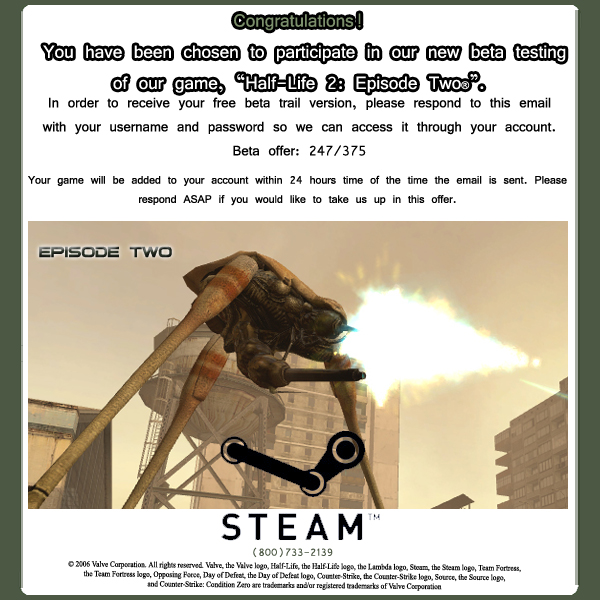 Congratulations!
You have been chosen to participate in our new beta testing
of our game, “Half-Life 2: Episode Two®”.
In order to receive your free beta trail version, please respond to this email
with your username and password so we can access it through your account.
Beta offer: 247/375
Your game will be added to your account within 24 hours time of the time the email is sent. Please
respond ASAP if you would like to take us up in this offer.
EPISODE TWO
STEAM™
(800)733-2139
© 2006 Valve Corporation. All rights reserved. Valve, the Valve logo, Half-Life, the Half-Life logo, the Lambda logo, Steam, the Steam logo, Team Fortress,
the Team Fortress logo, Opposing Force, Day of Defeat, the Day of Defeat logo, Counter-Strike, the Counter-Strike logo, Source, the Source logo,
and Counter-Strike: Condition Zero are trademarks and/or registered trademarks of Valve Corporation